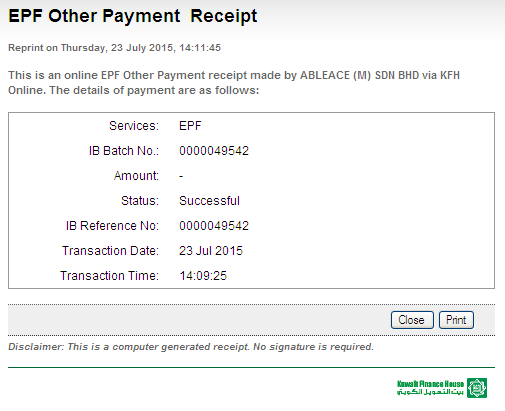 EPF Other Payment Receipt
Reprint on Thursday, 23 July 2015, 14:11:45
This is an online EPF Other Payment receipt made by ABLEACE (M) SDN BHD via KFH
Online. The details of payment are as follows:
Services: EPF
IB Batch No.: 0000049542
Amount: -
Status: Successful
IB Reference No: 0000049542
Transaction Date: 23 Jul 2015
Transaction Time: 14:09:25
Close Print
Disclaimer: This is a computer generated receipt. No signature is required.
Kuwait Finance House
بيت التمويل الكويتي